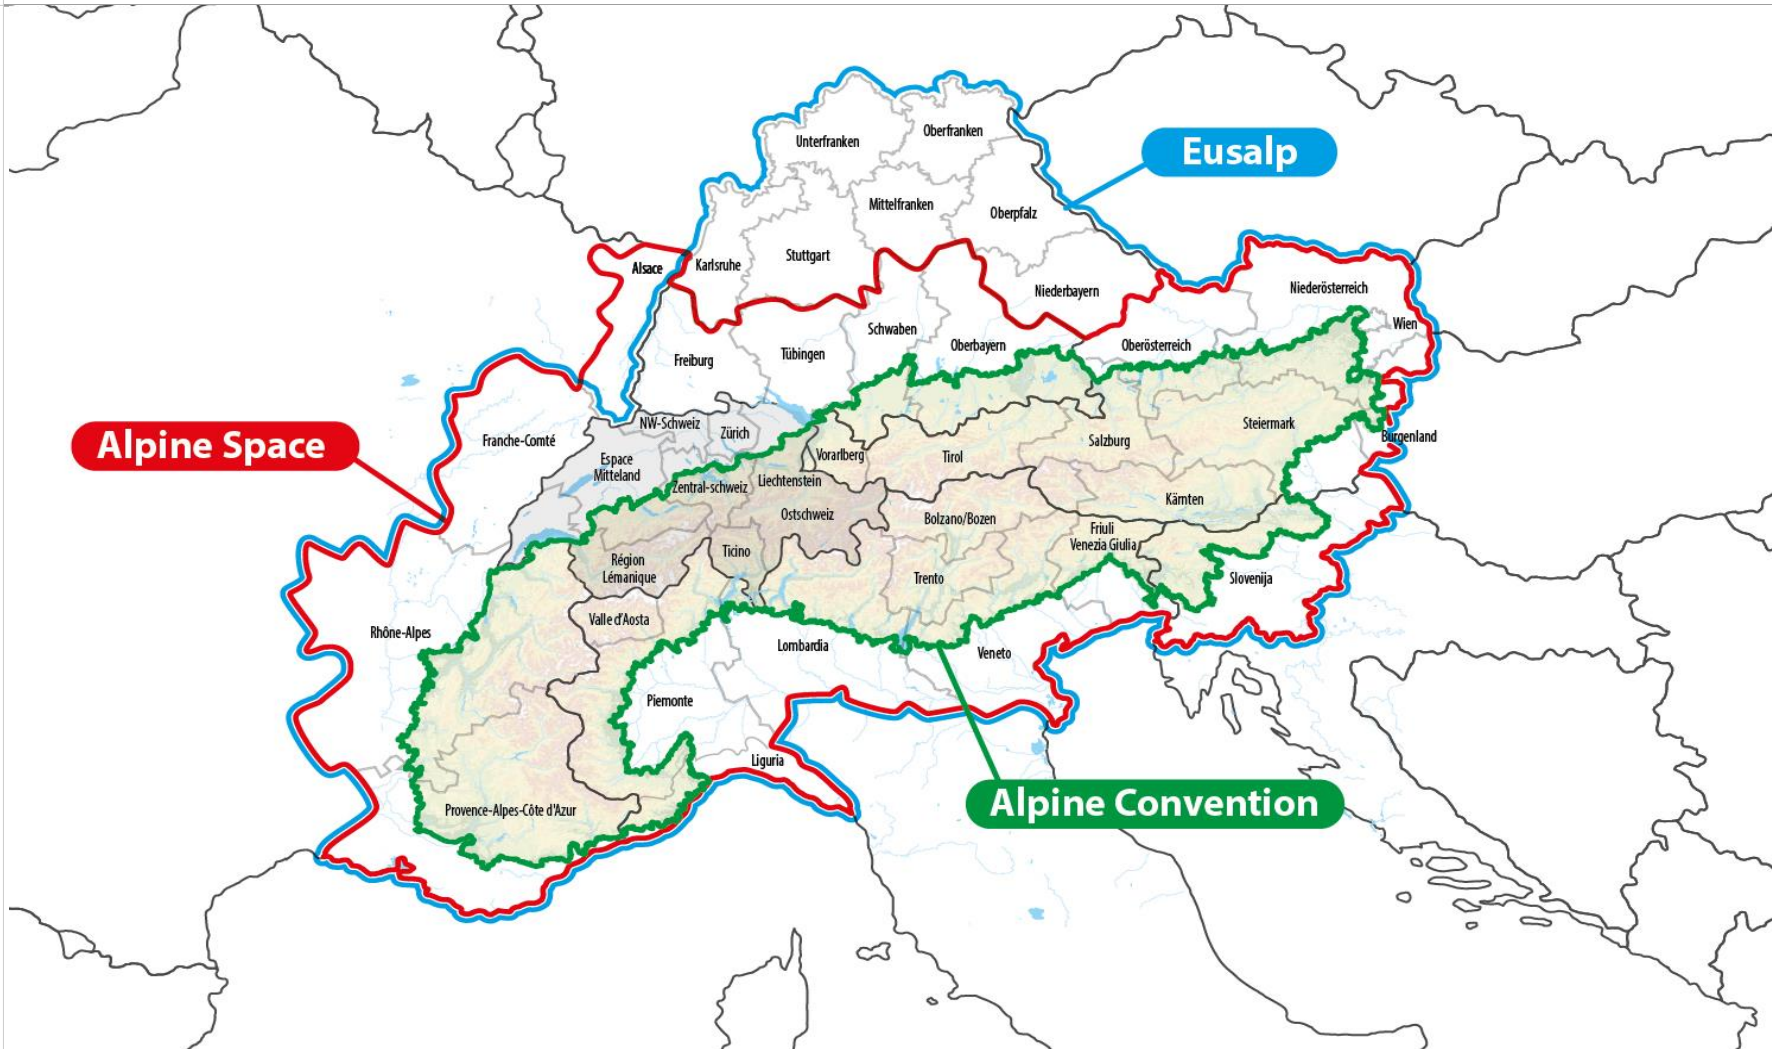 Unterfranken
Oberfranken
Eusalp
Mittelfranken
Oberpfalz
Alsace
Karlsruhe
Stuttgart
Niederbayern
Niederösterreich
Schwaben
Wien
Freiburg
Tübingen
Oberbayern
Oberösterreich
Alpine Space
Franche-Comté
NW-Schweiz
Zürich
Steiermark
Burgenland
Espace
Mitteland
Vorarlberg
Tirol
Salzburg
Zentral-schweiz
Liechtenstein
Kärnten
Ostschweiz
Bolzano/Bozen
Friuli
Venezia Giulia
Région
Lémanique
Ticino
Trento
Slovenija
Valle d'Aosta
Rhône-Alpes
Lombardia
Veneto
Piemonte
Liguria
Alpine Convention
Provence-Alpes-Côte d'Azur